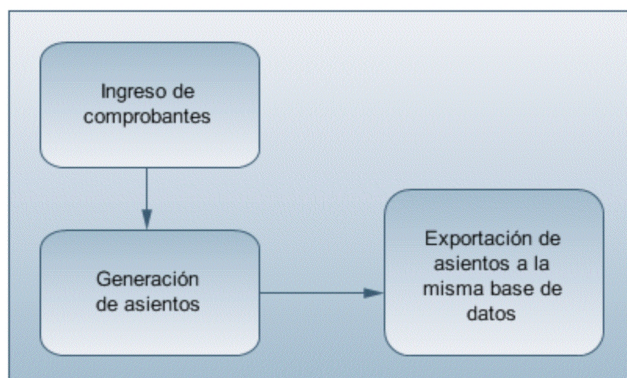 Ingreso de
comprobantes
Generación
de asientos
Exportación de
asientos a la
misma base de
datos